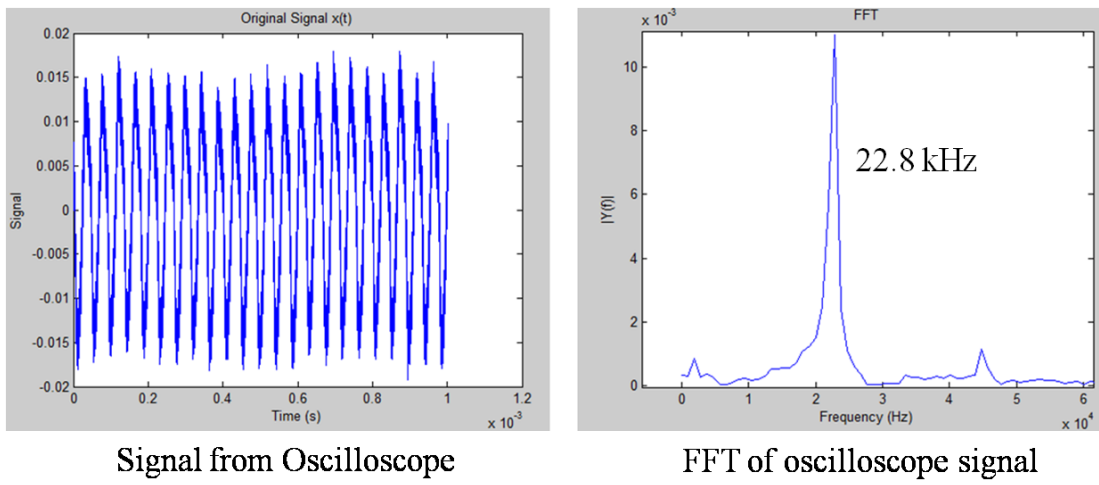 Original Signal x(t)
0.02
0.015
0.01
0.005
0
-0.005
-0.01
-0.015
-0.02
Signal
0
0.2
0.4
0.6
0.8
1
1.2
Time (s)
x 10⁻³
Signal from Oscilloscope
x 10⁻³
FFT
10
8
6
4
2
0
|Y(f)|
22.8 kHz
0
1
2
3
4
5
6
Frequency (Hz)
x 10⁴
FFT of oscilloscope signal